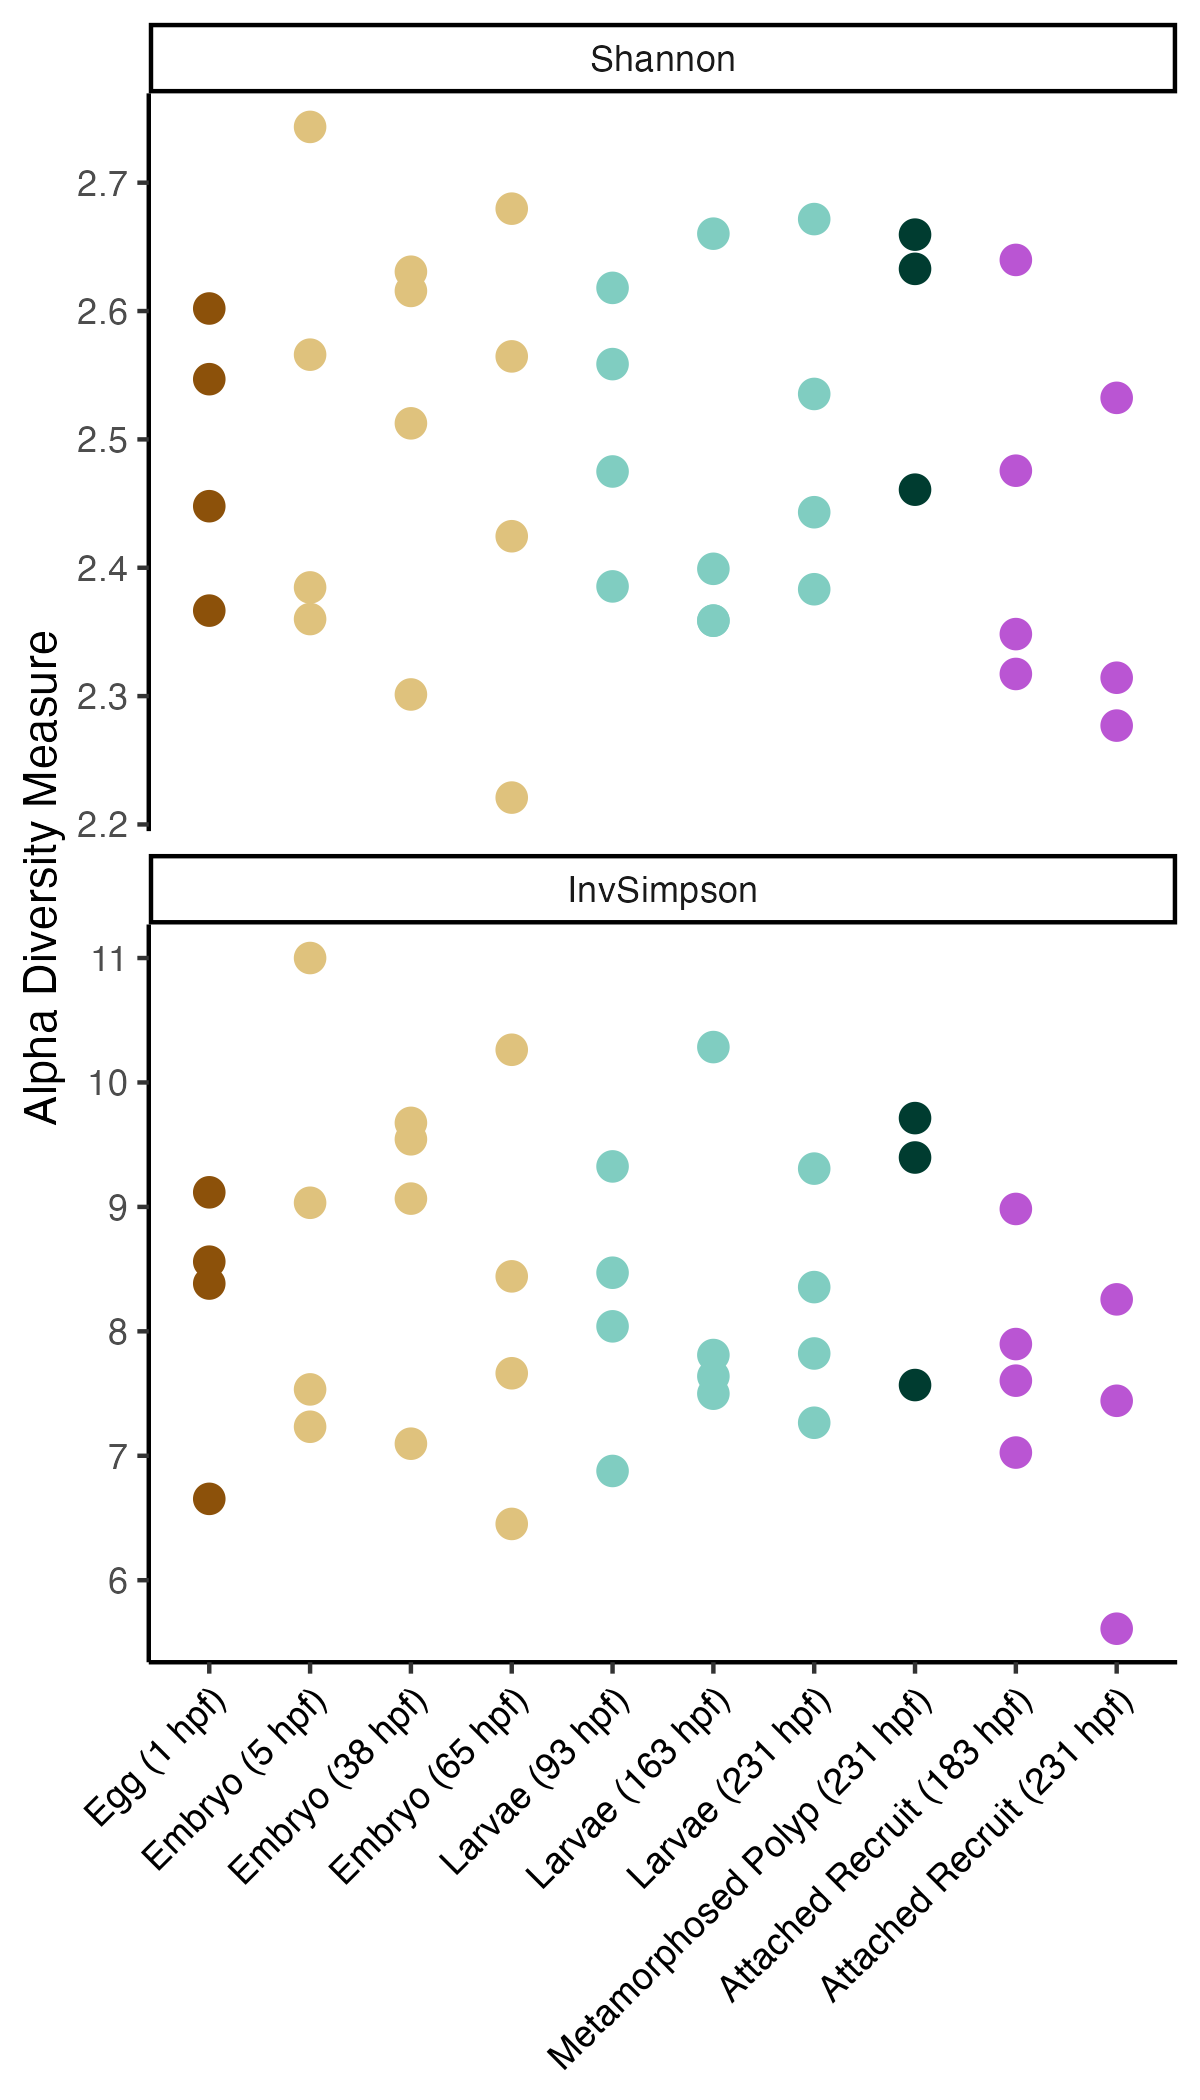 Shannon
2.7
2.6
2.5
2.4
2.3
2.2
Alpha Diversity Measure
InvSimpson
11
10
9
8
7
6
Egg (1 hpf)
Embryo (5 hpf)
Embryo (38 hpf)
Embryo (65 hpf)
Larvae (93 hpf)
Larvae (163 hpf)
Larvae (231 hpf)
Metamorphosed Polyp (231 hpf)
Attached Recruit (183 hpf)
Attached Recruit (231 hpf)